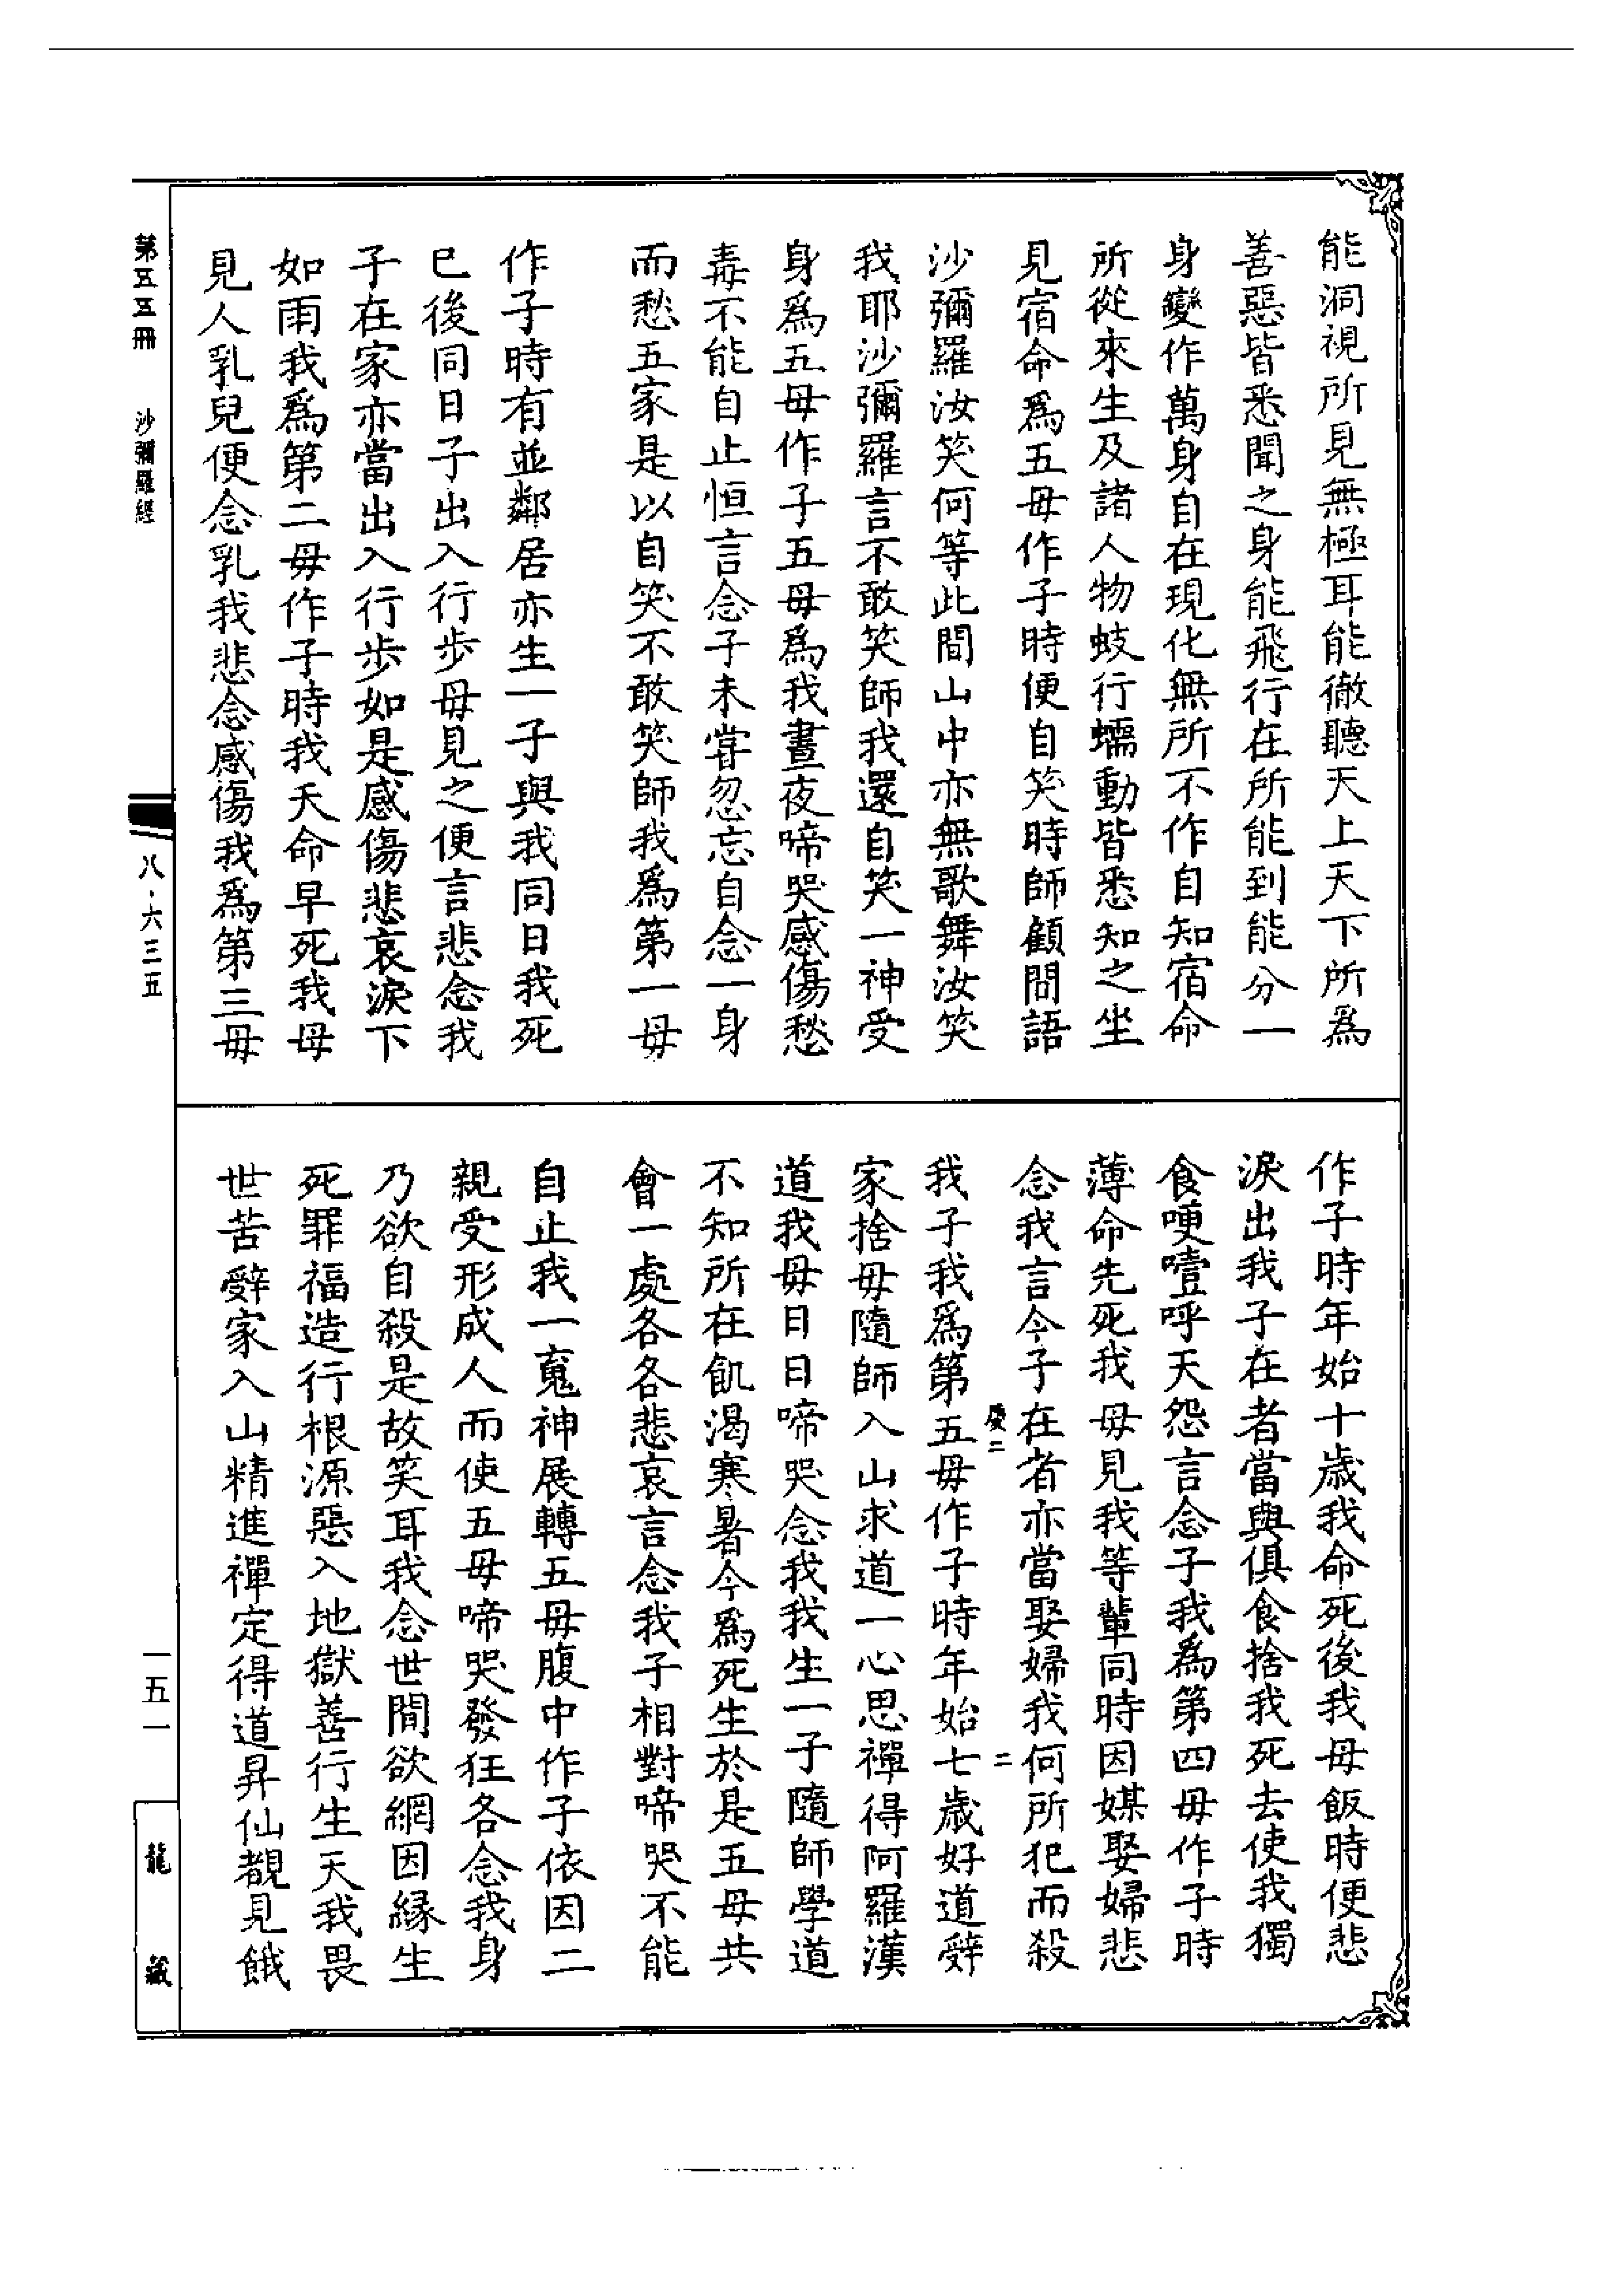 能洞視所見無極耳能徹聽天上天下所為
善惡皆悉聞之身能飛行在所能到能分一
身變作萬身自在現化無所不作自知宿命
所從來生及諸人物蚑行蠕動皆悉知之坐
見宿命為五母作子時便自笑時師顧問語
沙彌羅汝笑何等此間山中亦無歌舞汝笑
我耶沙彌羅言不敢笑師我還自笑一神受
身為五母作子五母為我晝夜啼哭感傷愁
毒不能自止恒言念子未甞忽忘自念一身
而愁五家是以自笑不敢笑師我為第一母
作子時有並鄰居亦生一子與我同日我死
已後同日子出入行步母見之便言悲念我
子在家亦當出入行步如是感傷悲哀淚下
如雨我為第二母作子時我夭命早死我母
見人乳兒便念乳我悲念感傷我為第三母
作子時年始十歲我命死後我母飯時便悲
淚出我子在者當與俱食捨我死去使我獨
食哽噎呼天怨言念子我為第四母作子時
薄命先死我母見我等輩同時因媒娶婦悲
念我言今子在者亦當娶婦我何所犯而殺
慶二
二
我子我為第五母作子時年始七歲好道辤
家捨母隨師入山求道一心思禪得阿羅漢
道我母日日啼哭念我我生一子隨師學道
不知所在飢渴寒暑今為死生於是五母共
會一處各各悲哀言念我子相對啼哭不能
自止我一䰟神展轉五母腹中作子依因二
親受形成人而使五母啼哭發狂各念我身
乃欲自殺是故笑耳我念世間欲網因緣生
死罪福造行根源惡入地獄善行生天我畏
世苦辤家入山精進禪定得道昇仙覩見餓
第五五冊
沙彌羅經
八·六三五
一五一
龍藏